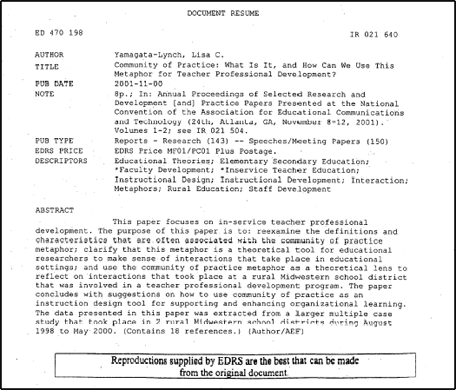 DOCUMENT RESUME
ED 470 198 IR 021 640
AUTHOR Yamagata-Lynch, Lisa C.
TITLE Community of Practice: What Is It, and How Can We Use This
Metaphor for Teacher Professional Development?
PUB DATE 2001-11-00
NOTE 8p.; In: Annual Proceedings of Selected Research and
Development [and] Practice Papers Presented at the National
Convention of the Association for Educational Communications
and Technology (24th, Atlanta, GA, November 8-12, 2001).
Volumes 1-2; see IR 021 504.
PUB TYPE Reports - Research (143) -- Speeches/Meeting Papers (150)
EDRS PRICE EDRS Price MF01/PC01 Plus Postage.
DESCRIPTORS Educational Theories; Elementary Secondary Education;
*Faculty Development; *Inservice Teacher Education;
Instructional Design; Instructional Development; Interaction;
Metaphors; Rural Education; Staff Development
ABSTRACT
This paper focuses on in-service teacher professional
development. The purpose of this paper is to: reexamine the definitions and
characteristics that are often associated with the community of practice
metaphor; clarify that this metaphor is a theoretical tool for educational
researchers to make sense of interactions that take place in educational
settings; and use the community of practice metaphor as a theoretical lens to
reflect on interactions that took place at a rural Midwestern school district
that was involved in a teacher professional development program. The paper
concludes with suggestions on how to use community of practice as an
instruction design tool for supporting and enhancing organizational learning.
The data presented in this paper was extracted from a larger multiple case
study that took place in 2 rural Midwestern school districts during August
1998 to May 2000. (Contains 18 references.) (Author/AEF)
Reproductions supplied by EDRS are the best that can be made
from the original document.